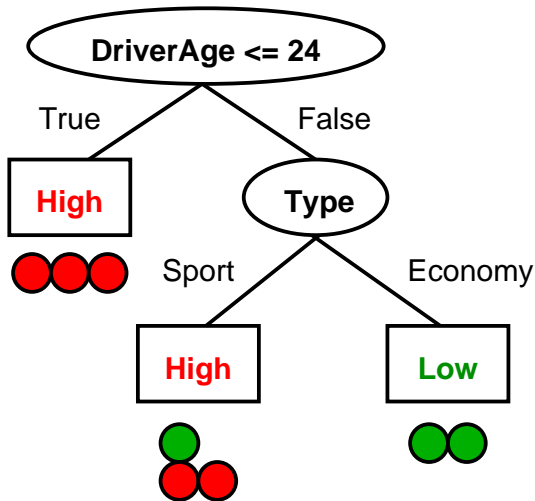 DriverAge <= 24
True
False
High
Type
Sport
Economy
High
Low